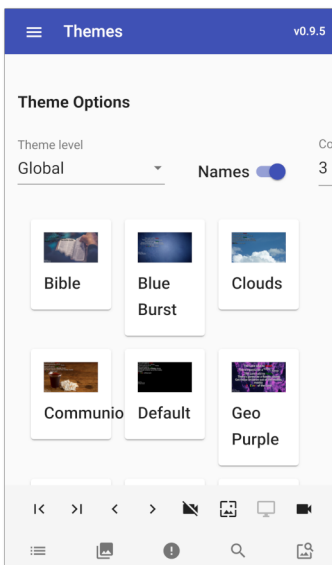 Themes v0.9.5
Theme Options
Theme level
Global
Names
Co
3
Bible
Blue
Burst
Clouds
Communio
Default
Geo
Purple